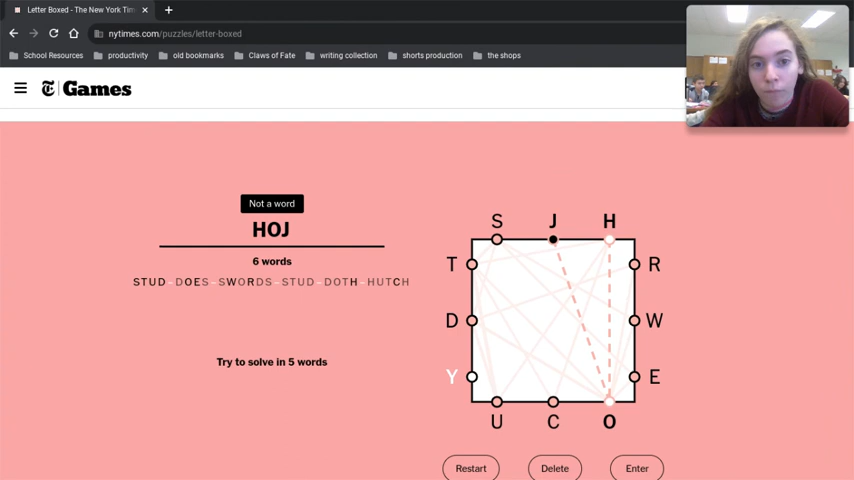 Letter Boxed - The New York Tim
nytimes.com/puzzles/letter-boxed
School Resources productivity old bookmarks Claws of Fate writing collection shorts production the shops
T Games
Not a word
HOJ
6 words
STUD - DOES - SWORDS - STUD - DOTH - HUTCH
Try to solve in 5 words
S J H
T R
D W
Y E
U C O
Restart Delete Enter